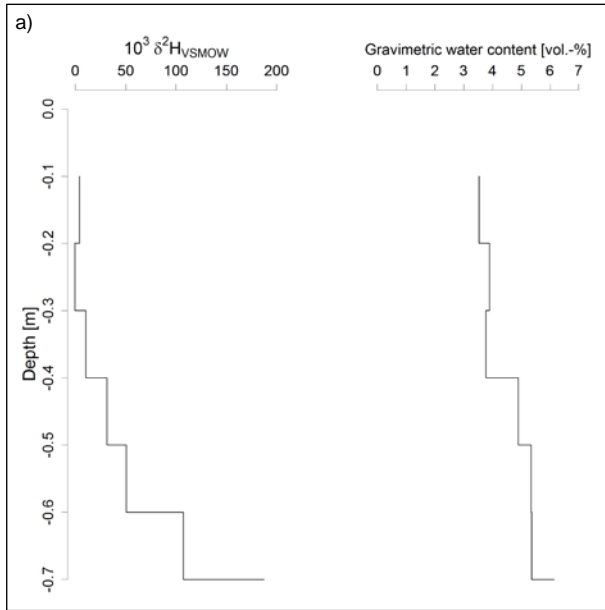 a)
10³ δ²H_VSMOW
Gravimetric water content [vol.-%]
0 50 100 150 200
0 1 2 3 4 5 6 7
Depth [m]
0.0
-0.1
-0.2
-0.3
-0.4
-0.5
-0.6
-0.7